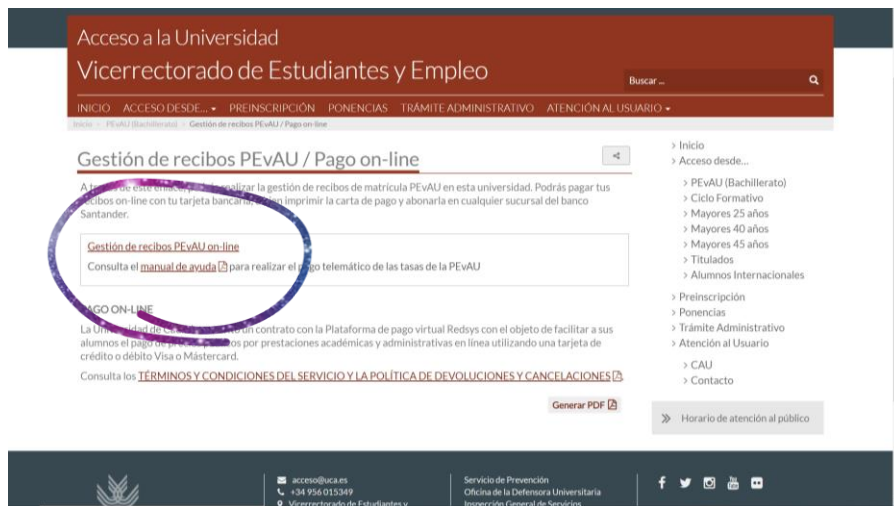 Acceso a la Universidad
Vicerrectorado de Estudiantes y Empleo
Buscar ...
INICIO ACCESO DESDE... PREINSCRIPCIÓN PONENCIAS TRÁMITE ADMINISTRATIVO ATENCIÓN AL USUARIO
Inicio > PEvAU (Bachillerato) > Gestión de recibos PEvAU / Pago on-line
Gestión de recibos PEvAU / Pago on-line
A de este realizar la gestión de recibos de matrícula PEvAU en esta universidad. Podrás pagar tus
recibos on-line con tu tarjeta bancaria, bien imprimir la carta de pago y abonarla en cualquier sucursal del banco
Santander.
Gestión de recibos PEvAU on-line
Consulta el manual de ayuda para realizar el pago telemático de las tasas de la PEvAU
PAGO ON-LINE
La Universidad de un contrato con la Plataforma de pago virtual Redsys con el objeto de facilitar a sus
alumnos el pago de por prestaciones académicas y administrativas en línea utilizando una tarjeta de
crédito o débito Visa o Mástercard.
Consulta los TÉRMINOS Y CONDICIONES DEL SERVICIO Y LA POLÍTICA DE DEVOLUCIONES Y CANCELACIONES.
Generar PDF
> Inicio
> Acceso desde...
> PEvAU (Bachillerato)
> Ciclo Formativo
> Mayores 25 años
> Mayores 40 años
> Mayores 45 años
> Titulados
> Alumnos Internacionales
> Preinscripción
> Ponencias
> Trámite Administrativo
> Atención al Usuario
> CAU
> Contacto
Horario de atención al público
acceso@uca.es
+34 956 015349
Vicerrectorado de Estudiantes y
Servicio de Prevención
Oficina de la Defensora Universitaria
Inspección General de Servicios